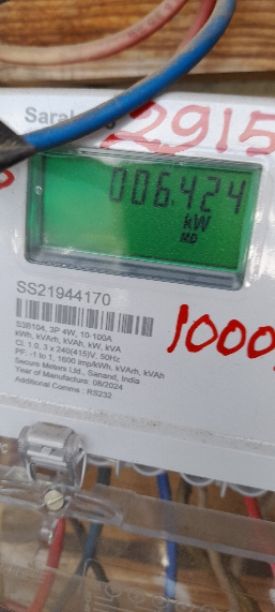 2915
006.424
kW
MD
SS21944170
1000
S3B104, 3P 4W, 10-100A
kWh, kVArh, kVAh, kW, kVA
Cl. 1.0, 3 x 240(415)V, 50Hz
PF. -1 to 1, 1600 imp/kWh, kVArh, kVAh
Secure Meters Ltd., Sanand, India
Year of Manufacture: 08/2024
Additional Comms : RS232